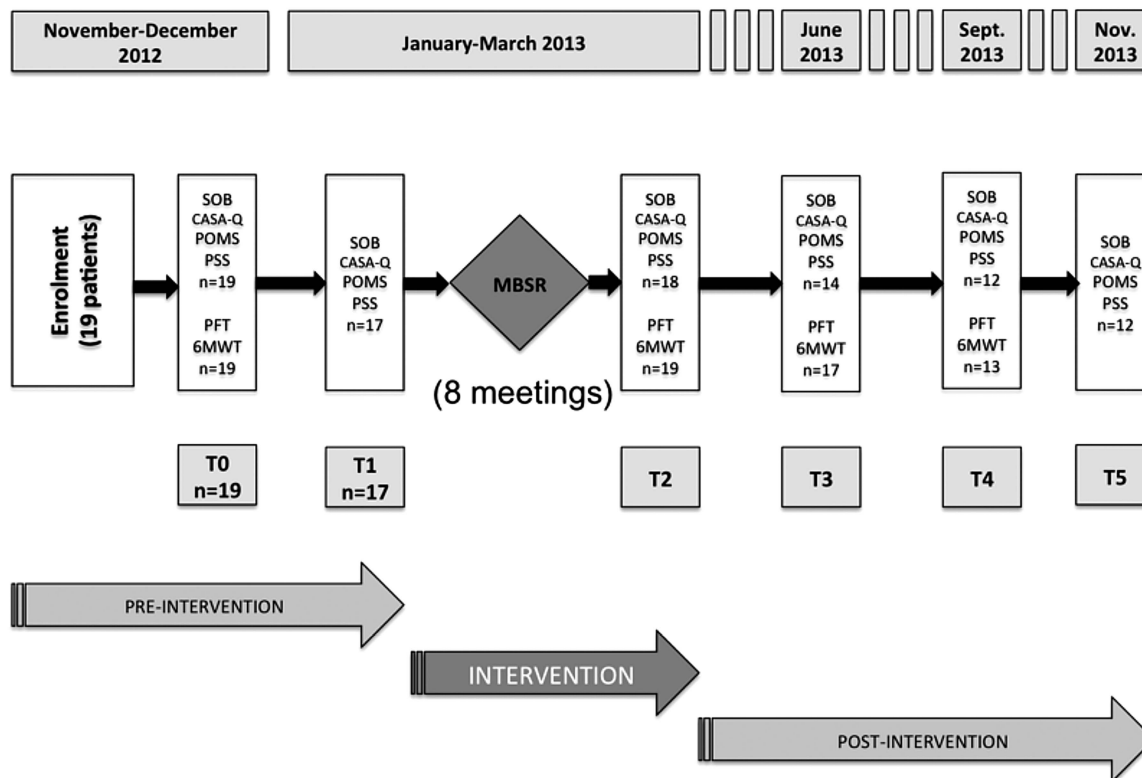 November-December
2012
January-March 2013
June
2013
Sept.
2013
Nov.
2013
Enrolment
(19 patients)
SOB
CASA-Q
POMS
PSS
n=19
PFT
6MWT
n=19
SOB
CASA-Q
POMS
PSS
n=17
MBSR
(8 meetings)
SOB
CASA-Q
POMS
PSS
n=18
PFT
6MWT
n=19
SOB
CASA-Q
POMS
PSS
n=14
PFT
6MWT
n=17
SOB
CASA-Q
POMS
PSS
n=12
PFT
6MWT
n=13
SOB
CASA-Q
POMS
PSS
n=12
T0
n=19
T1
n=17
T2
T3
T4
T5
PRE-INTERVENTION
INTERVENTION
POST-INTERVENTION